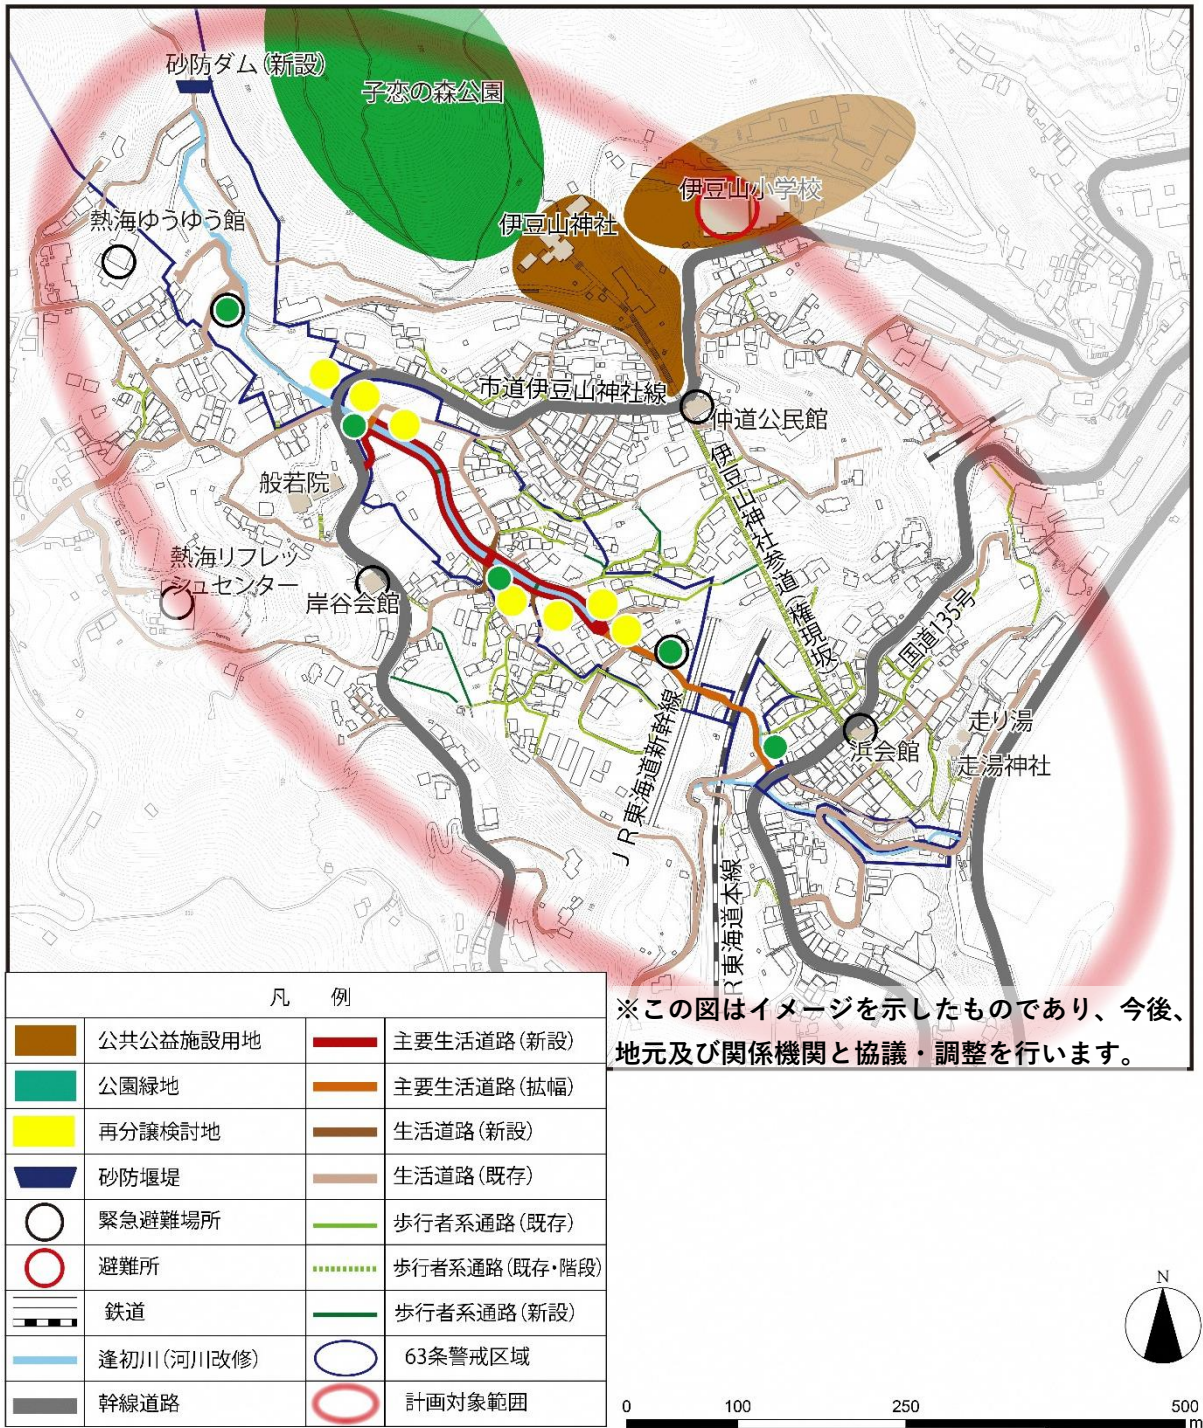 砂防ダム（新設）
子恋の森公園
伊豆山小学校
熱海ゆうゆう館
伊豆山神社
市道伊豆山神社線
仲道公民館
般若院
伊豆山神社参道（権現坂）
熱海リフレッ
シュセンター
岸谷会館
国道135号
走り湯
浜会館
走湯神社
ＪＲ東海道新幹線
Ｒ東海道本線
※この図はイメージを示したものであり、今後、
地元及び関係機関と協議・調整を行います。
凡　例
公共公益施設用地
主要生活道路（新設）
公園緑地
主要生活道路（拡幅）
再分譲検討地
生活道路（新設）
砂防堰堤
生活道路（既存）
緊急避難場所
歩行者系通路（既存）
避難所
歩行者系通路（既存・階段）
鉄道
歩行者系通路（新設）
逢初川（河川改修）
63条警戒区域
幹線道路
計画対象範囲
N
0 100 250 500
m